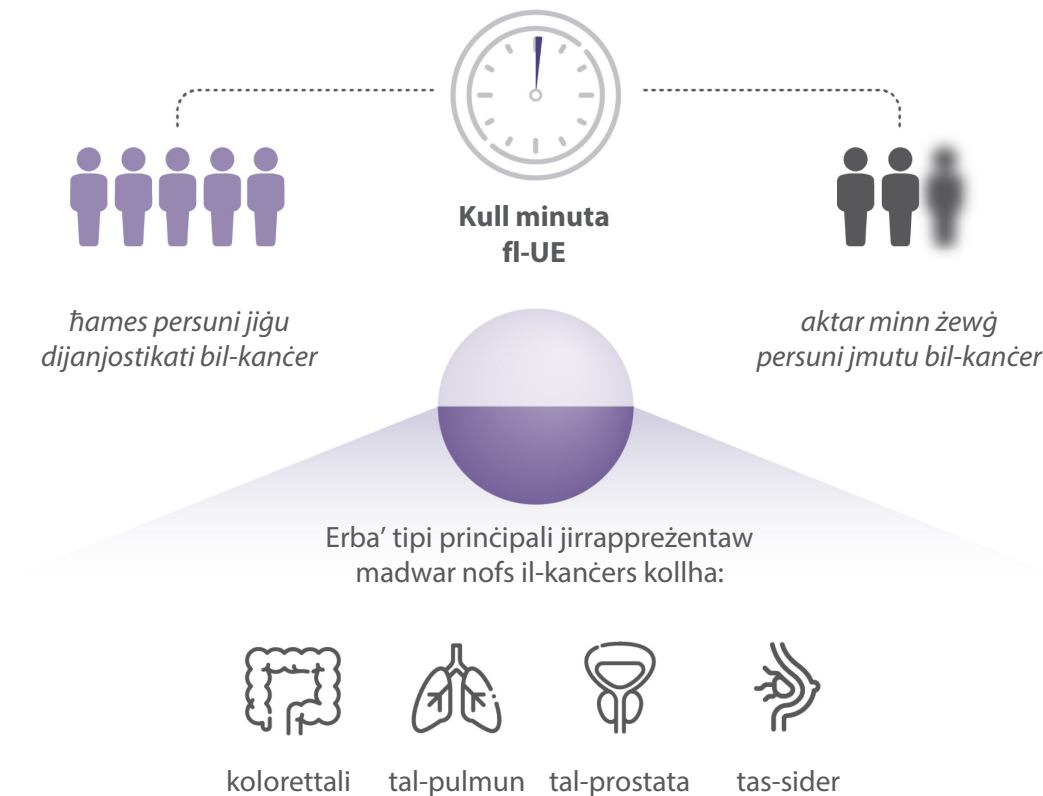 Kull minuta
fl-UE
ħames persuni jiġu
dijanjostikati bil-kanċer
aktar minn żewġ
persuni jmutu bil-kanċer
Erba’ tipi prinċipali jirrappreżentaw
madwar nofs il-kanċers kollha:
kolorettali
tal-pulmun
tal-prostata
tas-sider